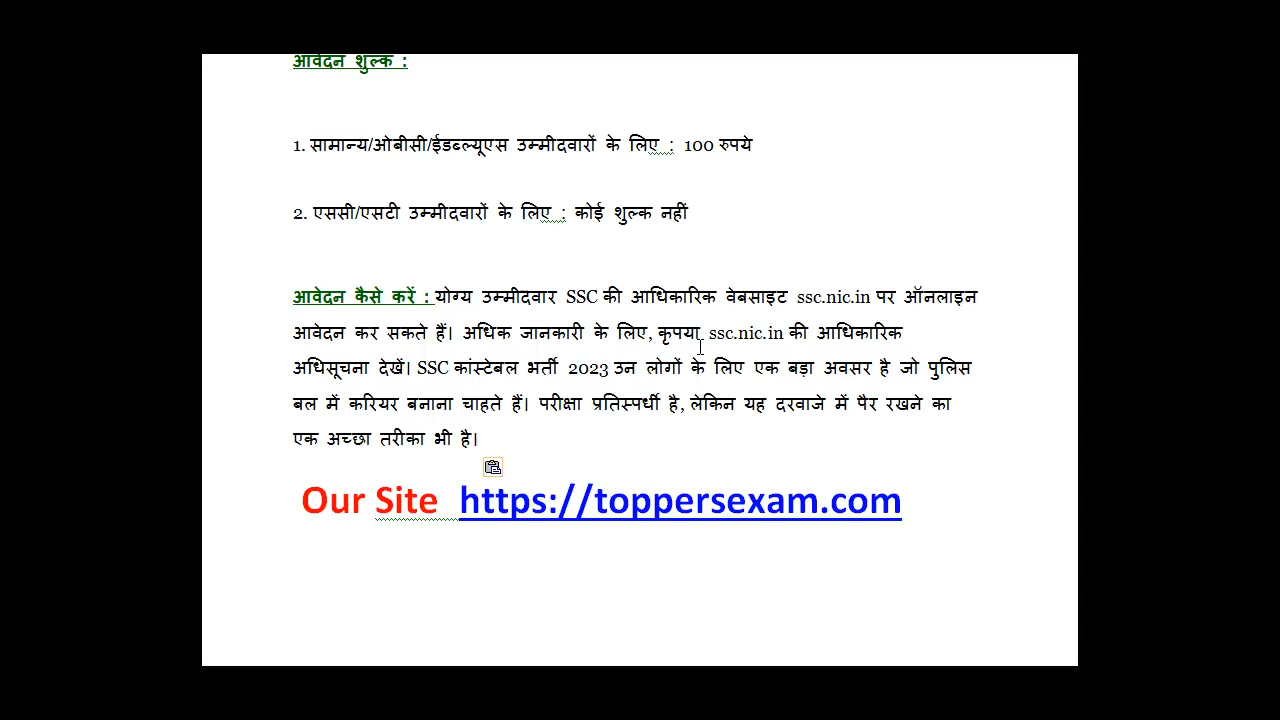 आवेदन शुल्क :
1. सामान्य/ओबीसी/ईडब्ल्यूएस उम्मीदवारों के लिए : 100 रुपये
2. एससी/एसटी उम्मीदवारों के लिए : कोई शुल्क नहीं
आवेदन कैसे करें : योग्य उम्मीदवार SSC की आधिकारिक वेबसाइट ssc.nic.in पर ऑनलाइन
आवेदन कर सकते हैं। अधिक जानकारी के लिए, कृपया ssc.nic.in की आधिकारिक
अधिसूचना देखें। SSC कांस्टेबल भर्ती 2023 उन लोगों के लिए एक बड़ा अवसर है जो पुलिस
बल में करियर बनाना चाहते हैं। परीक्षा प्रतिस्पर्धी है, लेकिन यह दरवाजे में पैर रखने का
एक अच्छा तरीका भी है।
Our Site https://toppersexam.com